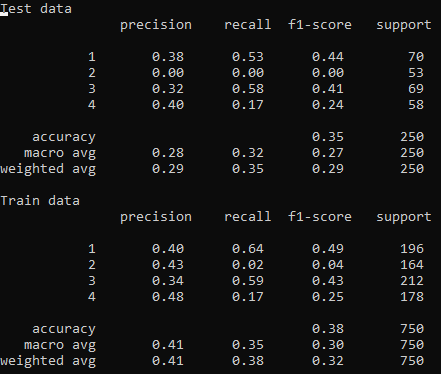 Test data
precision recall f1-score support
1 0.38 0.53 0.44 70
2 0.00 0.00 0.00 53
3 0.32 0.58 0.41 69
4 0.40 0.17 0.24 58
accuracy 0.35 250
macro avg 0.28 0.32 0.27 250
weighted avg 0.29 0.35 0.29 250
Train data
precision recall f1-score support
1 0.40 0.64 0.49 196
2 0.43 0.02 0.04 164
3 0.34 0.59 0.43 212
4 0.48 0.17 0.25 178
accuracy 0.38 750
macro avg 0.41 0.35 0.30 750
weighted avg 0.41 0.38 0.32 750